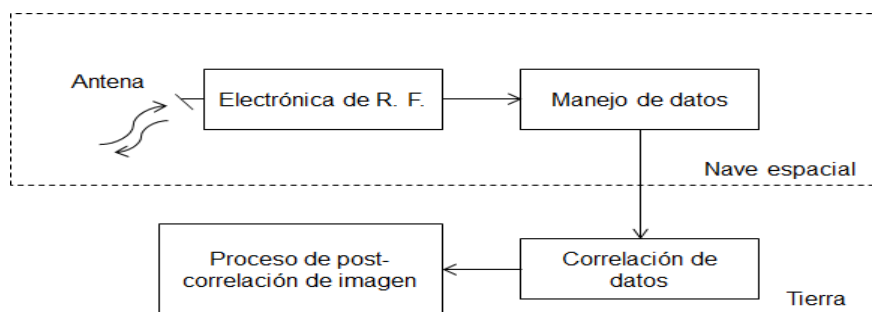 Antena
Electrónica de R. F.
Manejo de datos
Nave espacial
Proceso de post-
correlación de imagen
Correlación de
datos
Tierra